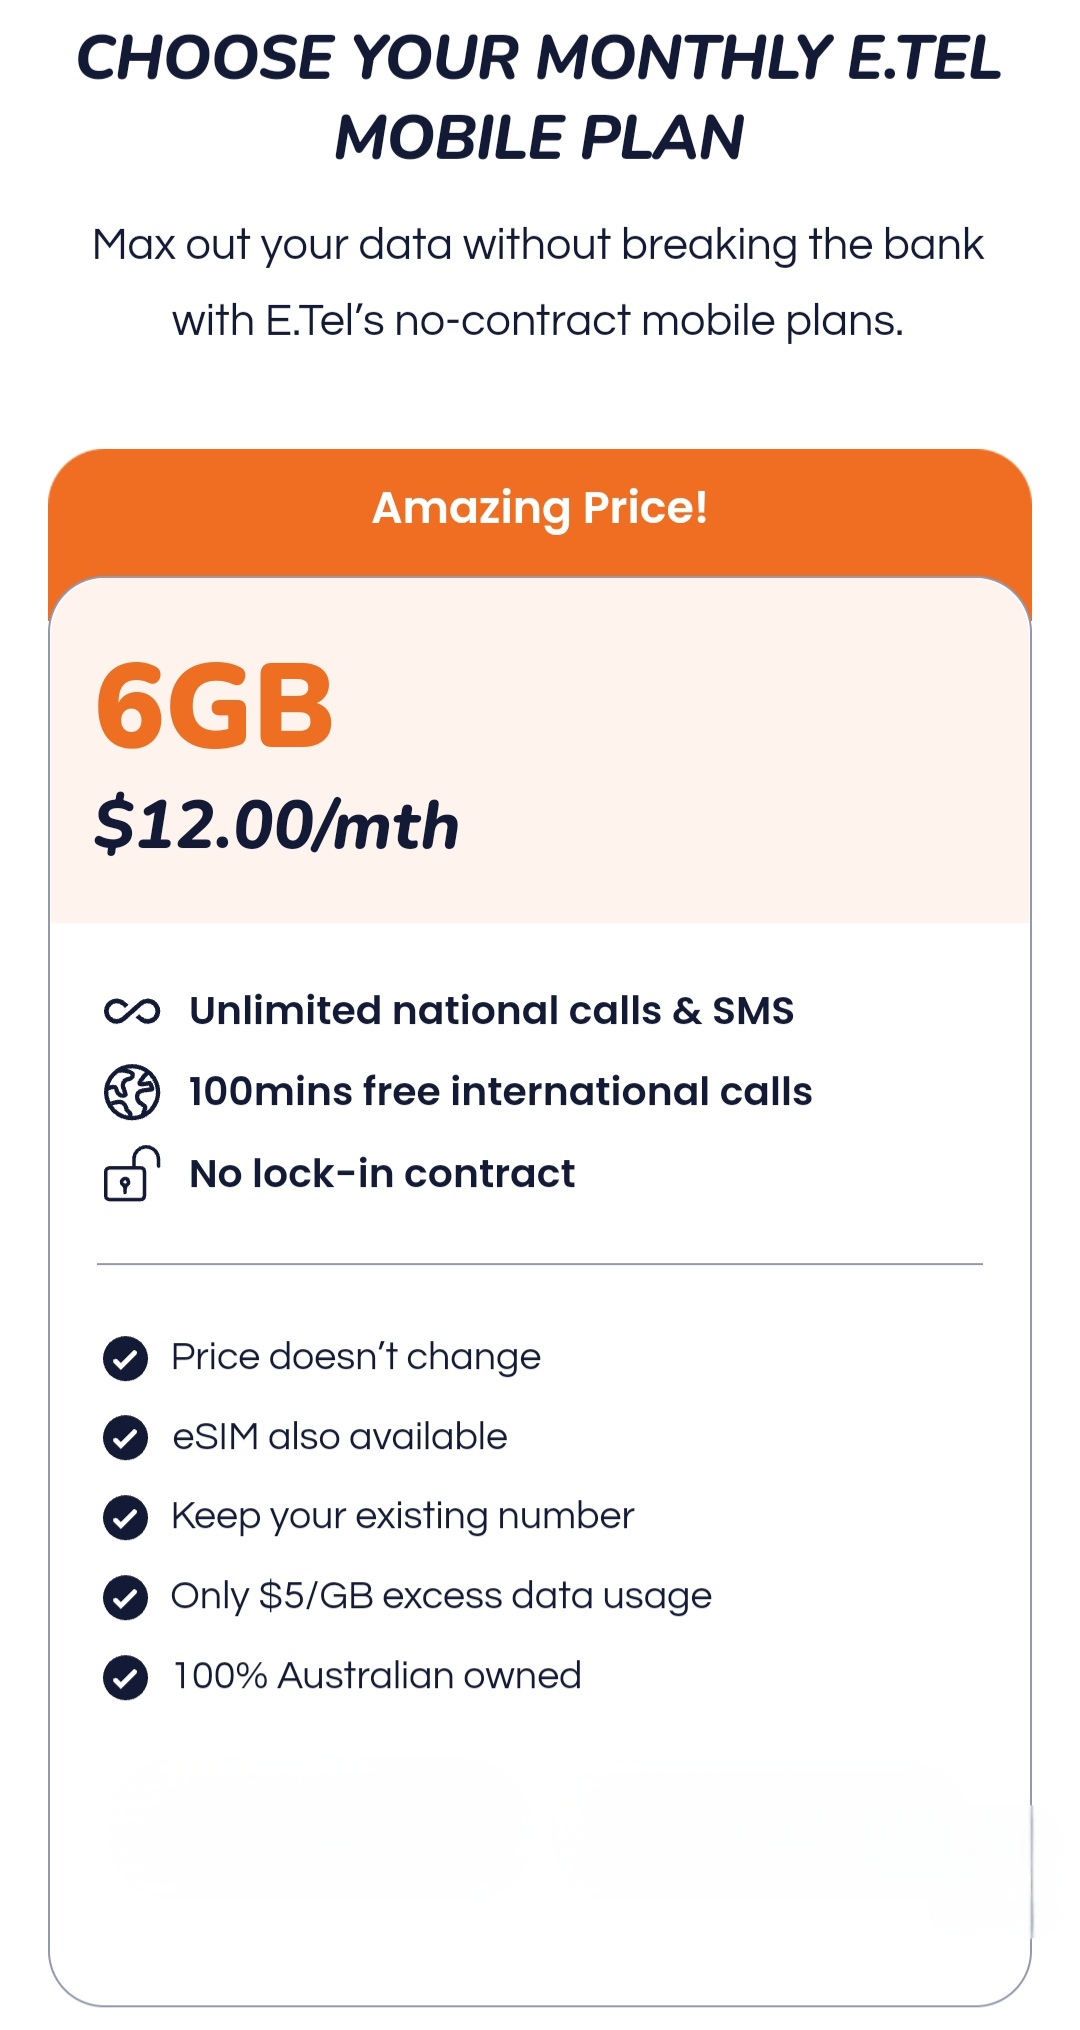 CHOOSE YOUR MONTHLY E.TEL
MOBILE PLAN
Max out your data without breaking the bank
with E.Tel’s no-contract mobile plans.
Amazing Price!
6GB
$12.00/mth
Unlimited national calls & SMS
100mins free international calls
No lock-in contract
Price doesn’t change
eSIM also available
Keep your existing number
Only $5/GB excess data usage
100% Australian owned